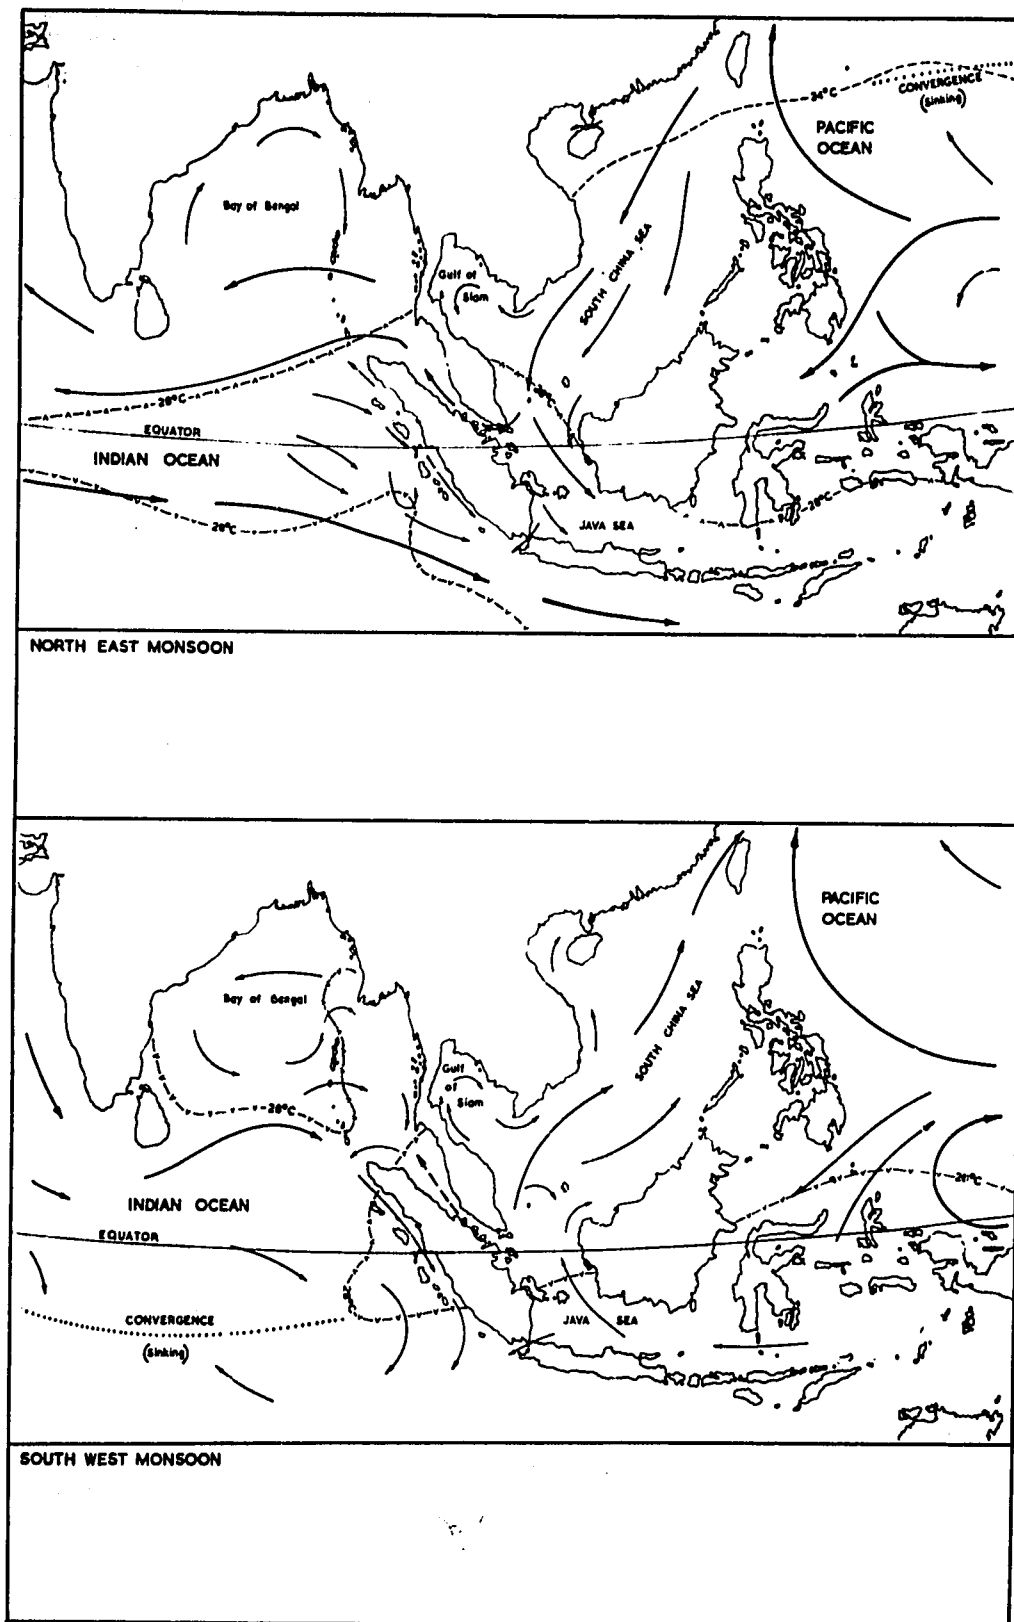 24°C
CONVERGENCE
(Sinking)
PACIFIC
OCEAN
Bay of Bengal
SOUTH CHINA SEA
Gulf of
Siam
28°C
EQUATOR
INDIAN OCEAN
28°C
28°C
JAVA SEA
NORTH EAST MONSOON
PACIFIC
OCEAN
Bay of Bengal
SOUTH CHINA SEA
Gulf
of
Siam
28°C
INDIAN OCEAN
28°C
EQUATOR
28°C
CONVERGENCE
(Sinking)
JAVA SEA
SOUTH WEST MONSOON